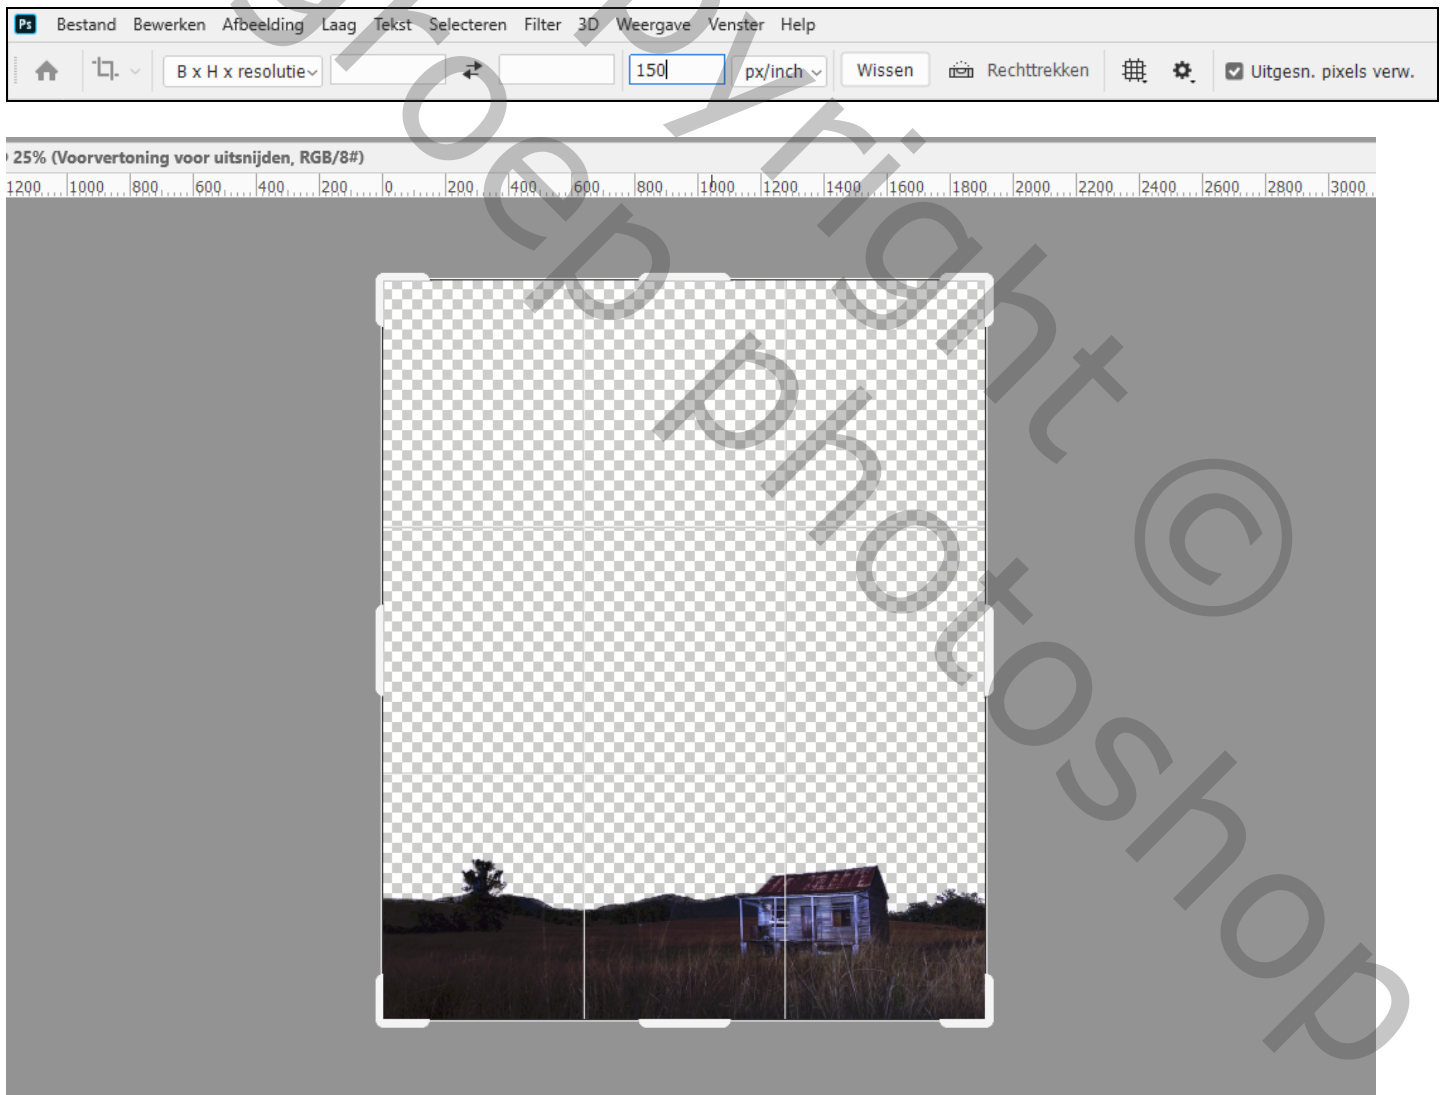 Ps Bestand Bewerken Afbeelding Laag Tekst Selecteren Filter 3D Weergave Venster Help
B x H x resolutie 150 px/inch Wissen Rechttrekken Uitgesn. pixels verw.
25% (Voorvertoning voor uitsnijden, RGB/8#)
1200 1000 800 600 400 200 0 200 400 600 800 1000 1200 1400 1600 1800 2000 2200 2400 2600 2800 3000
groep photoshop
pyright ©